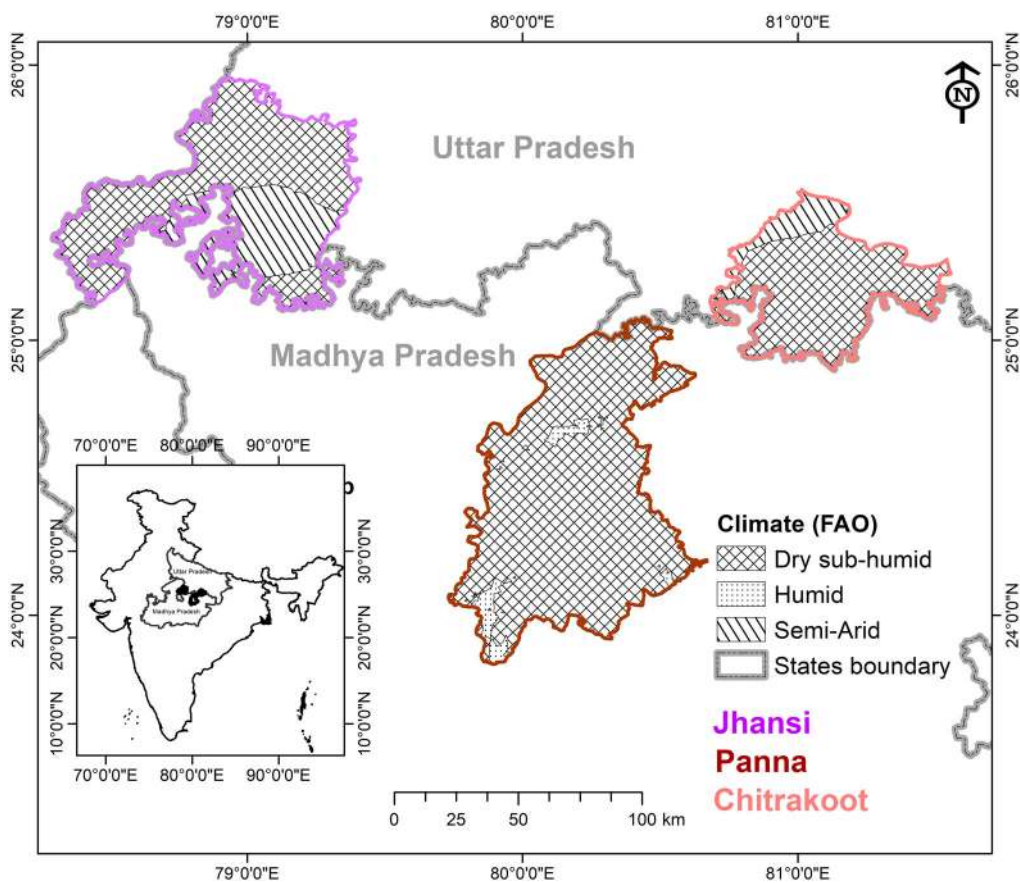 79°0'0"E 80°0'0"E 81°0'0"E
26°0'0"N 26°0'0"N
N
Uttar Pradesh
25°0'0"N 25°0'0"N
Madhya Pradesh
70°0'0"E 80°0'0"E 90°0'0"E
30°0'0"N 30°0'0"N
Uttar Pradesh
Madhya Pradesh
20°0'0"N 20°0'0"N
10°0'0"N 10°0'0"N
70°0'0"E 80°0'0"E 90°0'0"E
24°0'0"N 24°0'0"N
Climate (FAO)
Dry sub-humid
Humid
Semi-Arid
States boundary
Jhansi
Panna
Chitrakoot
0 25 50 100 km
79°0'0"E 80°0'0"E 81°0'0"E